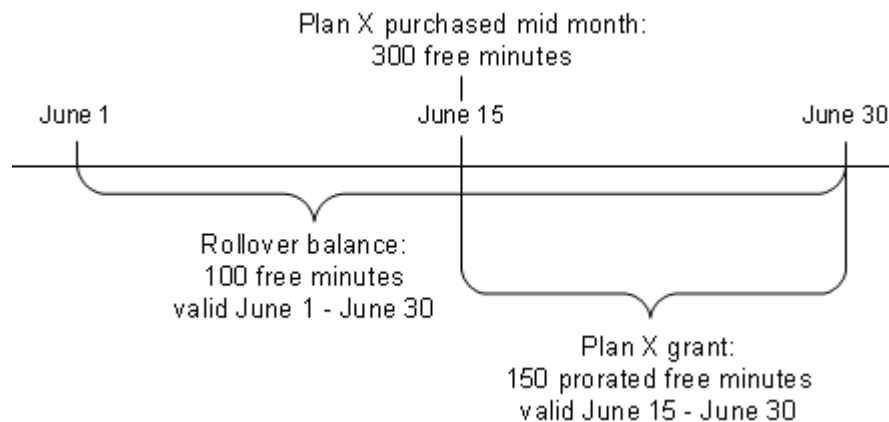 Plan X purchased mid month:
300 free minutes
June 1
June 15
June 30
Rollover balance:
100 free minutes
valid June 1 - June 30
Plan X grant:
150 prorated free minutes
valid June 15 - June 30